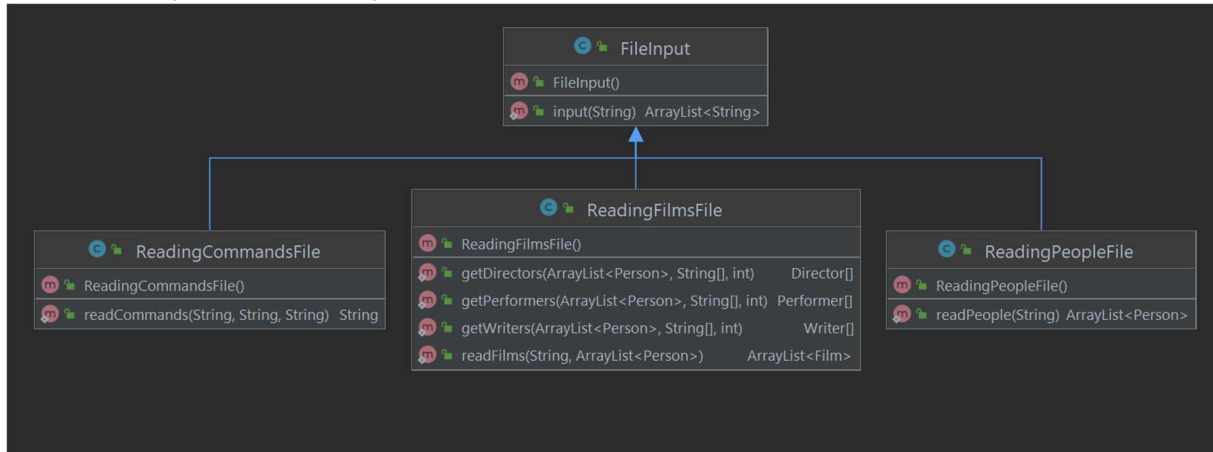 FileInput
FileInput()
input(String) ArrayList<String>
ReadingCommandsFile
ReadingCommandsFile()
readCommands(String, String, String) String
ReadingFilmsFile
ReadingFilmsFile()
getDirectors(ArrayList<Person>, String[], int) Director[]
getPerformers(ArrayList<Person>, String[], int) Performer[]
getWriters(ArrayList<Person>, String[], int) Writer[]
readFilms(String, ArrayList<Person>) ArrayList<Film>
ReadingPeopleFile
ReadingPeopleFile()
readPeople(String) ArrayList<Person>